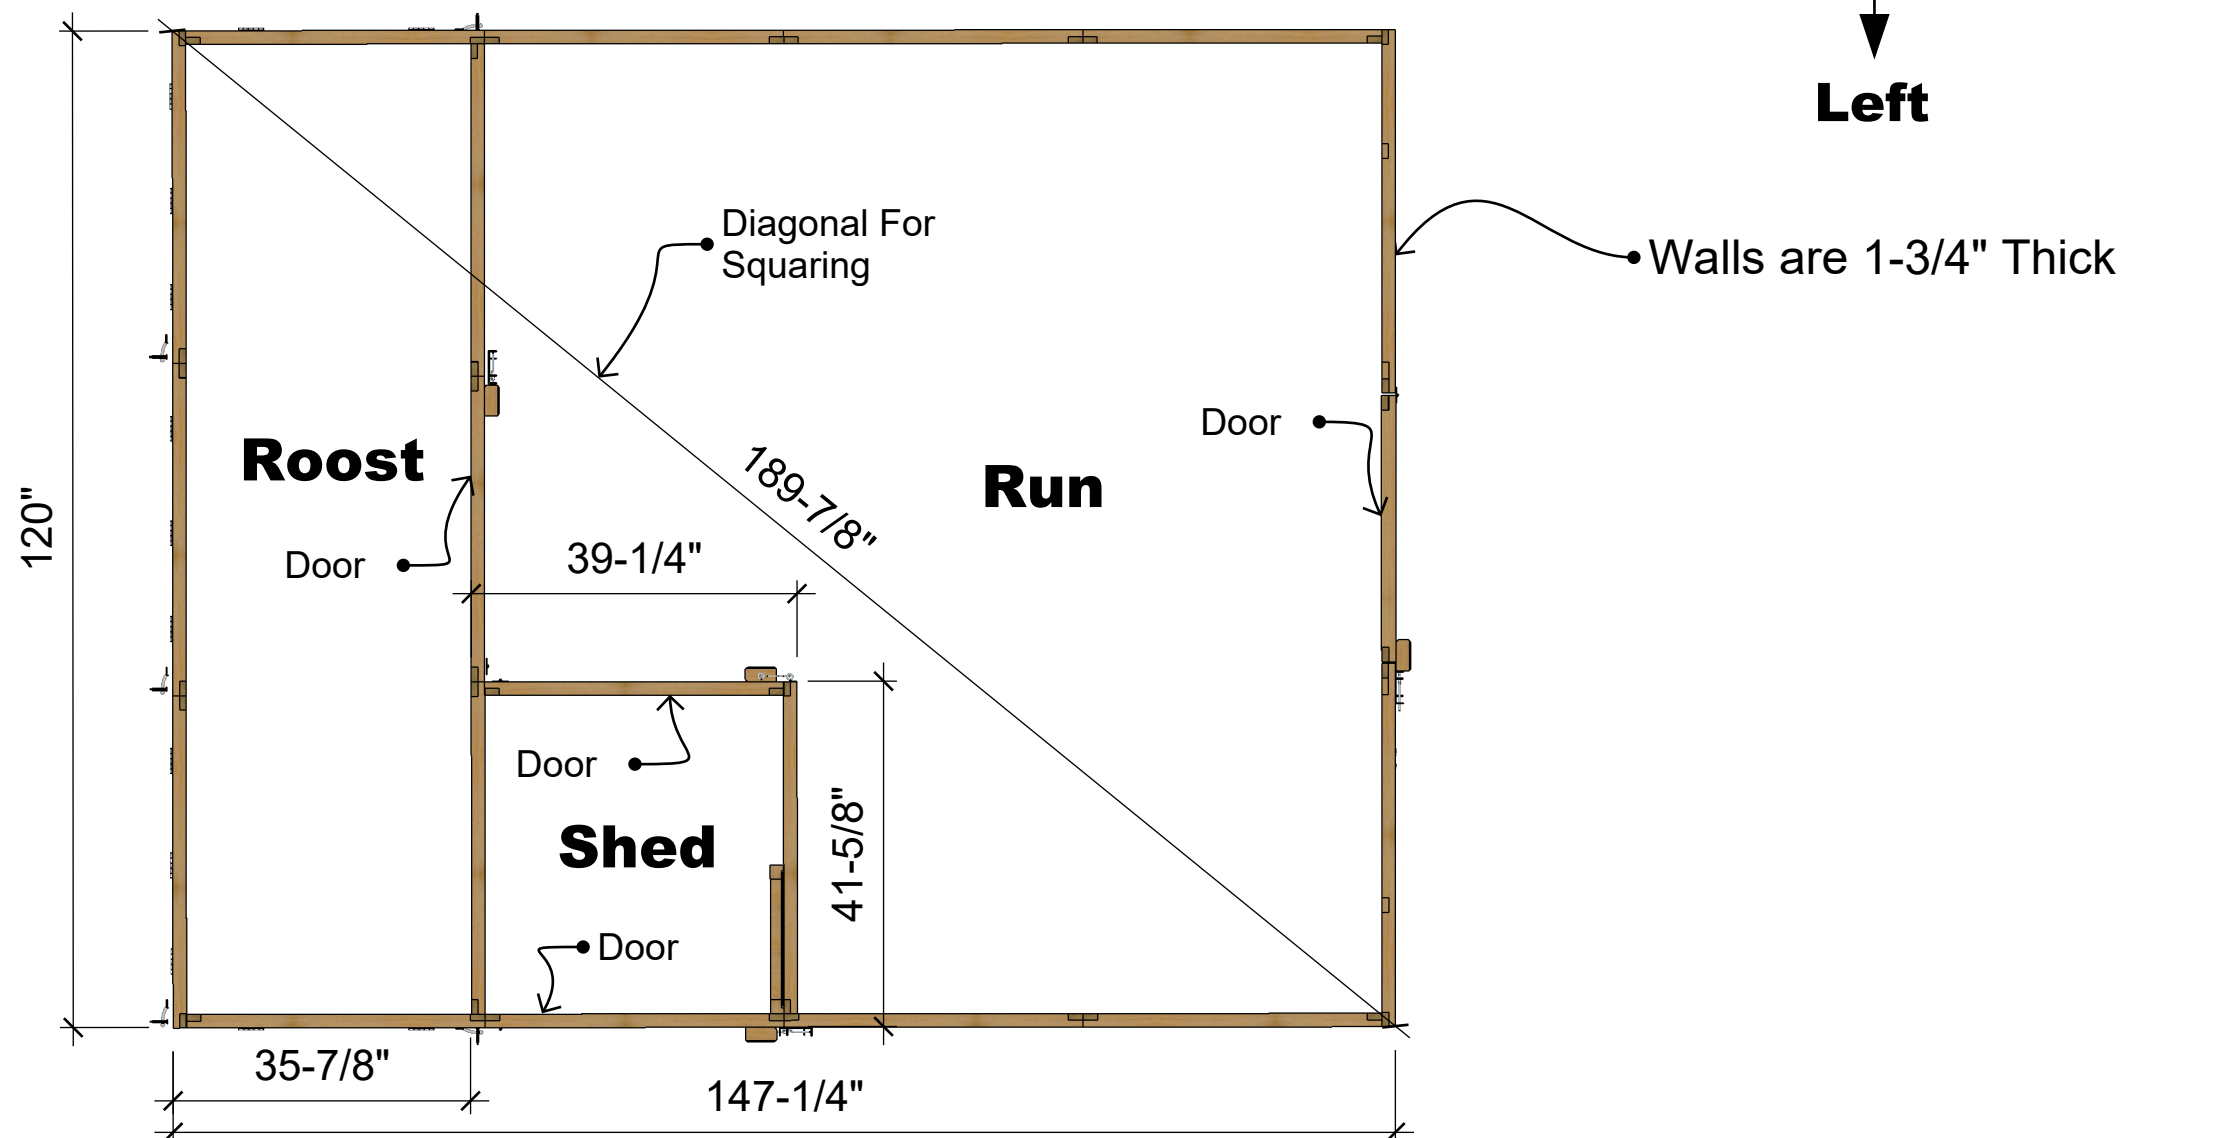 Left
Diagonal For
Squaring
Walls are 1-3/4" Thick
Door
Roost
Run
189-7/8"
120"
39-1/4"
Door
Door
Shed
41-5/8"
Door
35-7/8"
147-1/4"